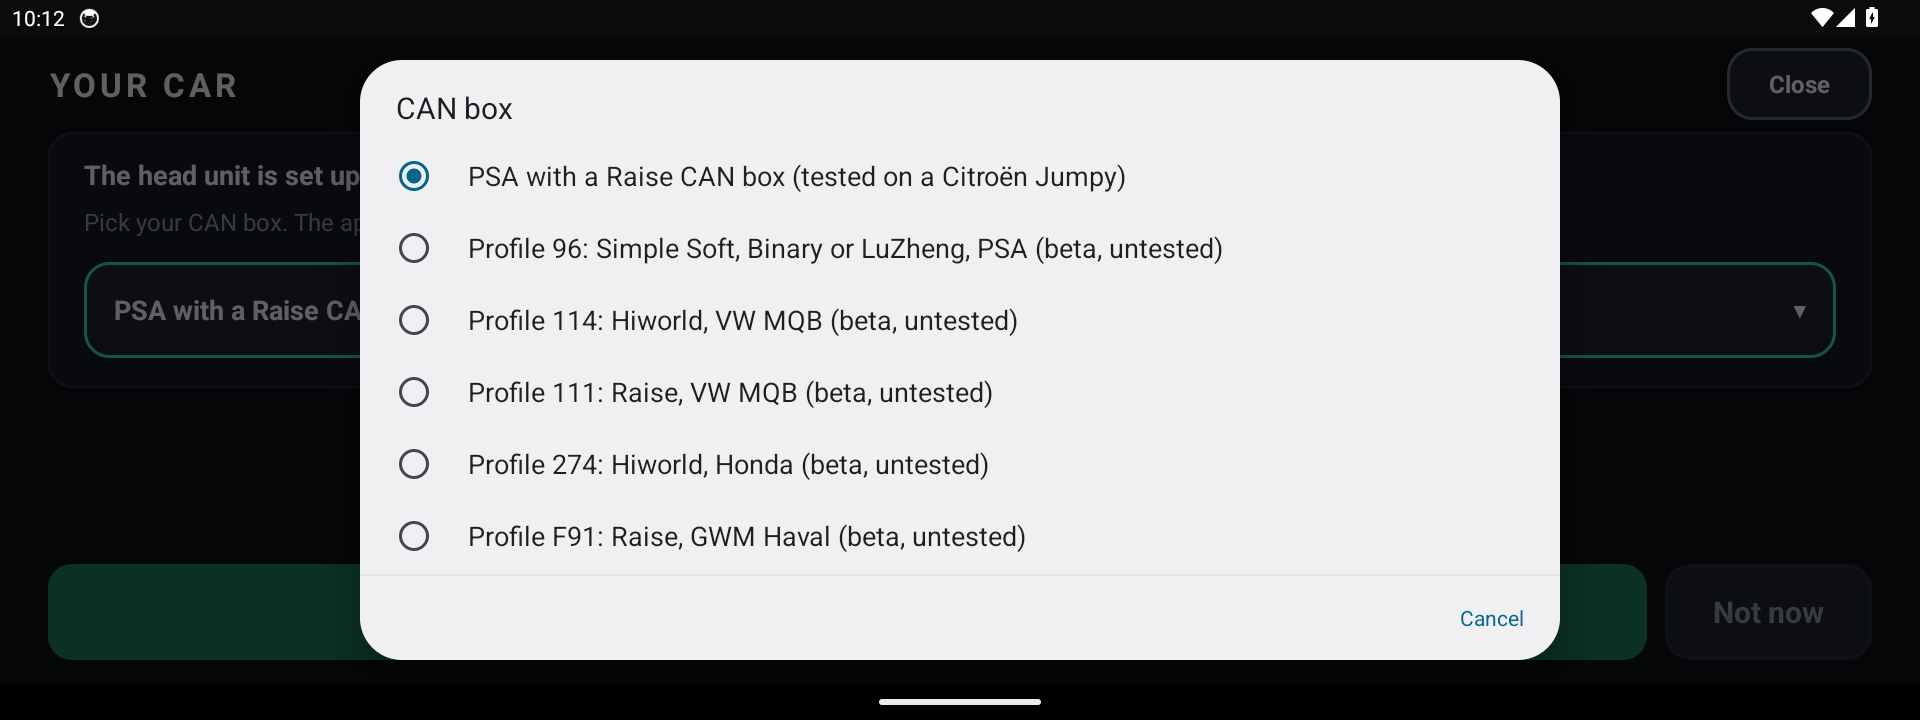 10:12
YOUR CAR
Close
CAN box
The head unit is set up
Pick your CAN box. The ap
PSA with a Raise CA
▼
PSA with a Raise CAN box (tested on a Citroën Jumpy)
Profile 96: Simple Soft, Binary or LuZheng, PSA (beta, untested)
Profile 114: Hiworld, VW MQB (beta, untested)
Profile 111: Raise, VW MQB (beta, untested)
Profile 274: Hiworld, Honda (beta, untested)
Profile F91: Raise, GWM Haval (beta, untested)
Cancel
Not now